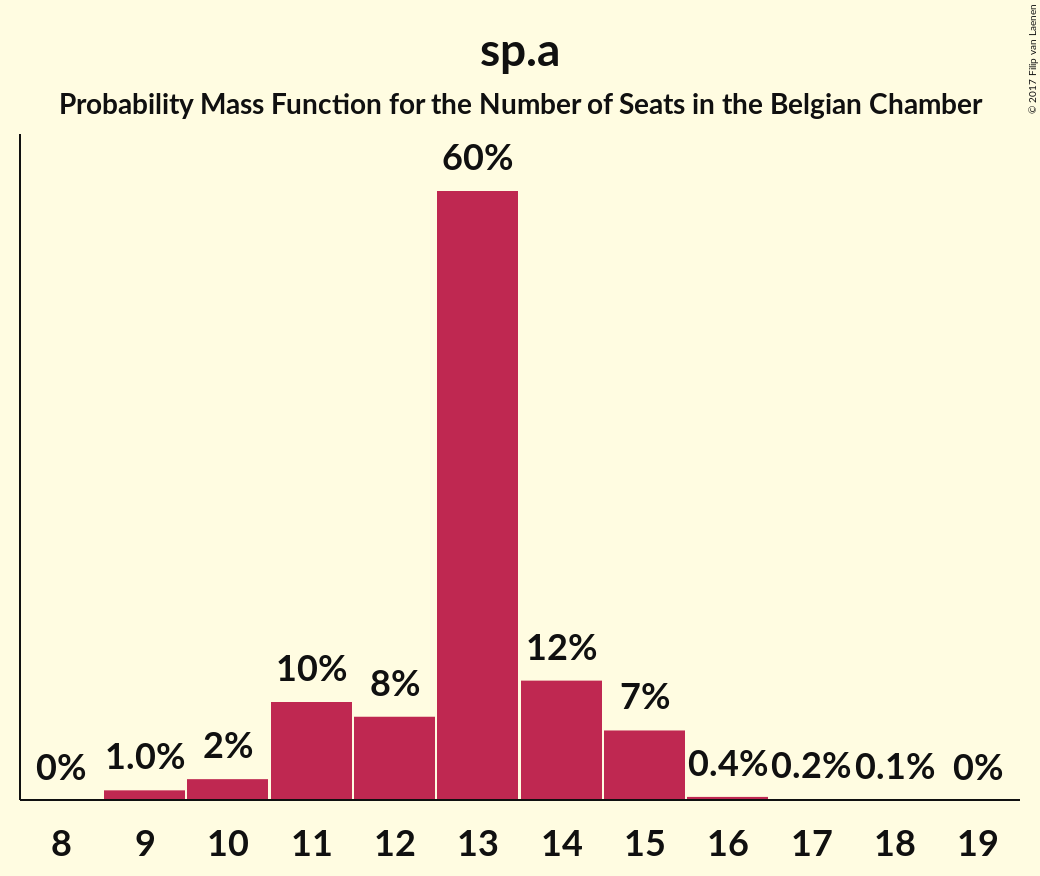 sp.a
Probability Mass Function for the Number of Seats in the Belgian Chamber
© 2017 Filip van Laenen
60%
12%
10%
8%
7%
2%
1.0%
0% 0.4% 0.2% 0.1% 0%
8 9 10 11 12 13 14 15 16 17 18 19